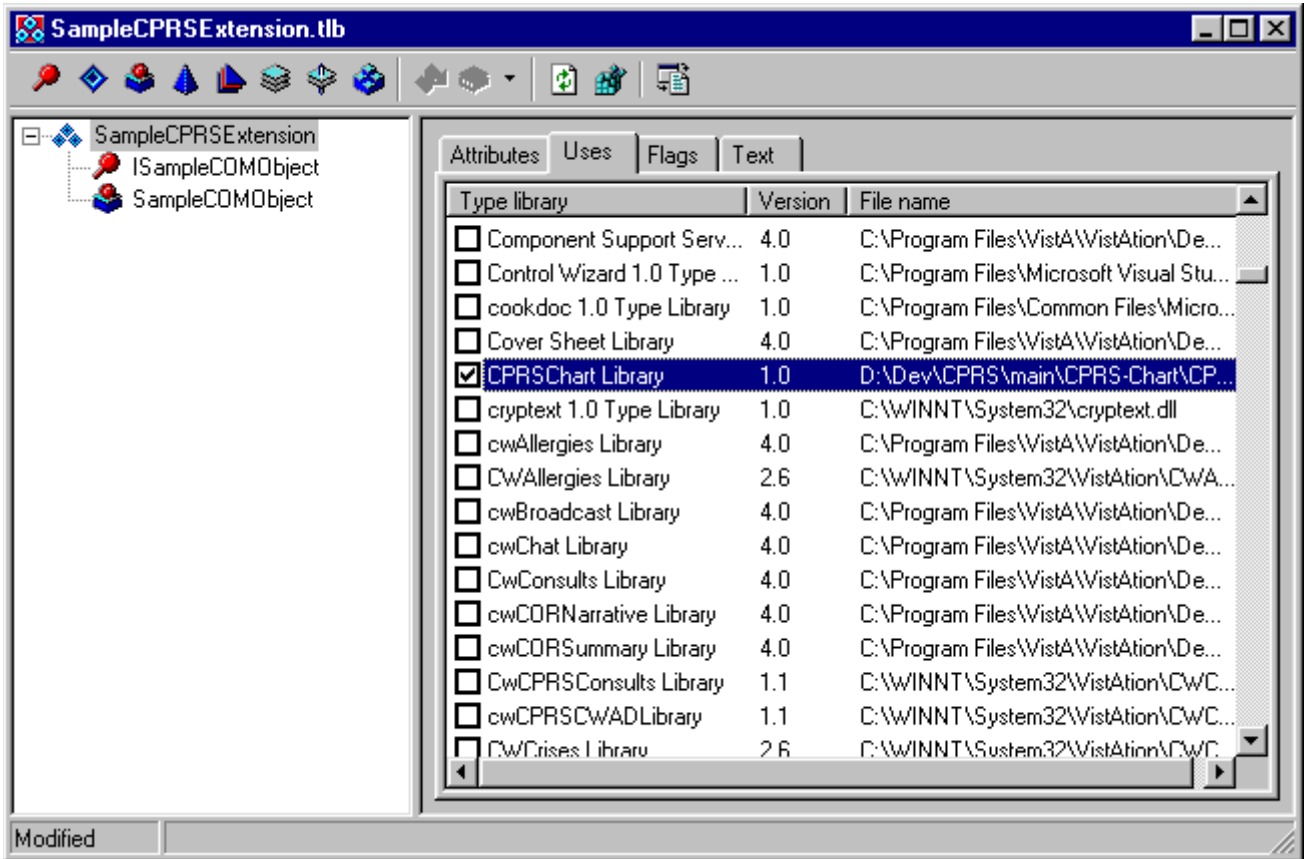 SampleCPRSExtension.tlb
SampleCPRSExtension
ISampleCOMObject
SampleCOMObject
Attributes Uses Flags Text
Type library Version File name
Component Support Serv... 4.0 C:\Program Files\VistA\VistAtion\De...
Control Wizard 1.0 Type ... 1.0 C:\Program Files\Microsoft Visual Stu...
cookdoc 1.0 Type Library 1.0 C:\Program Files\Common Files\Micro...
Cover Sheet Library 4.0 C:\Program Files\VistA\VistAtion\De...
CPRSChart Library 1.0 D:\Dev\CPRS\main\CPRS-Chart\CP...
cryptext 1.0 Type Library 1.0 C:\WINNT\System32\cryptext.dll
cwAllergies Library 4.0 C:\Program Files\VistA\VistAtion\De...
CWAllergies Library 2.6 C:\WINNT\System32\VistAtion\CWA...
cwBroadcast Library 4.0 C:\Program Files\VistA\VistAtion\De...
cwChat Library 4.0 C:\Program Files\VistA\VistAtion\De...
CwConsults Library 4.0 C:\Program Files\VistA\VistAtion\De...
cwCORNarrative Library 4.0 C:\Program Files\VistA\VistAtion\De...
cwCORSummary Library 4.0 C:\Program Files\VistA\VistAtion\De...
CwCPRSConsults Library 1.1 C:\WINNT\System32\VistAtion\CWC...
cwCPRSCWADLibrary 1.1 C:\WINNT\System32\VistAtion\CWC...
CWCrises Library 2.6 C:\WINNT\System32\VistAtion\CWC
Modified